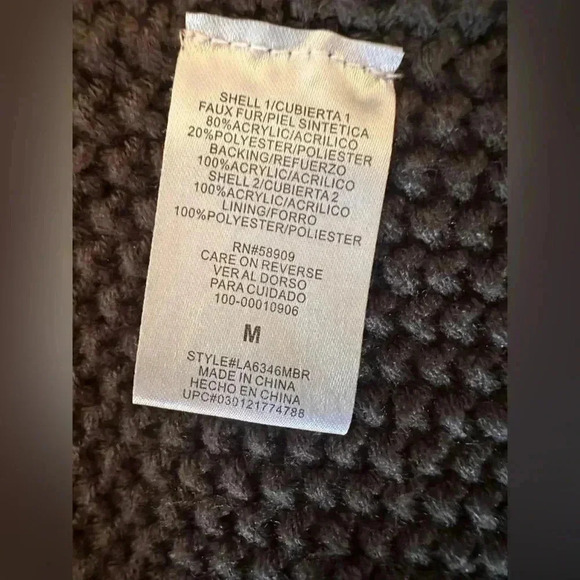 SHELL 1/CUBIERTA 1
FAUX FUR/PIEL SINTETICA
80%ACRYLIC/ACRILICO
20%POLYESTER/POLIESTER
BACKING/REFUERZO
100%ACRYLIC/ACRILICO
SHELL 2/CUBIERTA 2
100%ACRYLIC/ACRILICO
LINING/FORRO
100%POLYESTER/POLIESTER
RN#58909
CARE ON REVERSE
VER AL DORSO
PARA CUIDADO
100-00010906
M
STYLE#LA6346MBR
MADE IN CHINA
HECHO EN CHINA
UPC#030121774788